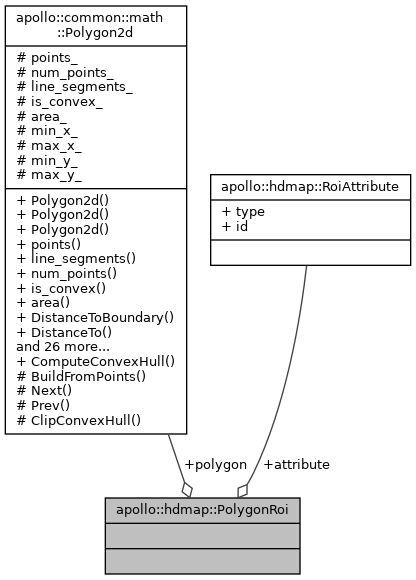 apollo::common::math
::Polygon2d
# points_
# num_points_
# line_segments_
# is_convex_
# area_
# min_x_
# max_x_
# min_y_
# max_y_
+ Polygon2d()
+ Polygon2d()
+ Polygon2d()
+ points()
+ line_segments()
+ num_points()
+ is_convex()
+ area()
+ DistanceToBoundary()
+ DistanceTo()
and 26 more...
+ ComputeConvexHull()
# BuildFromPoints()
# Next()
# Prev()
# ClipConvexHull()
apollo::hdmap::RoiAttribute
+ type
+ id
+polygon
+attribute
apollo::hdmap::PolygonRoi